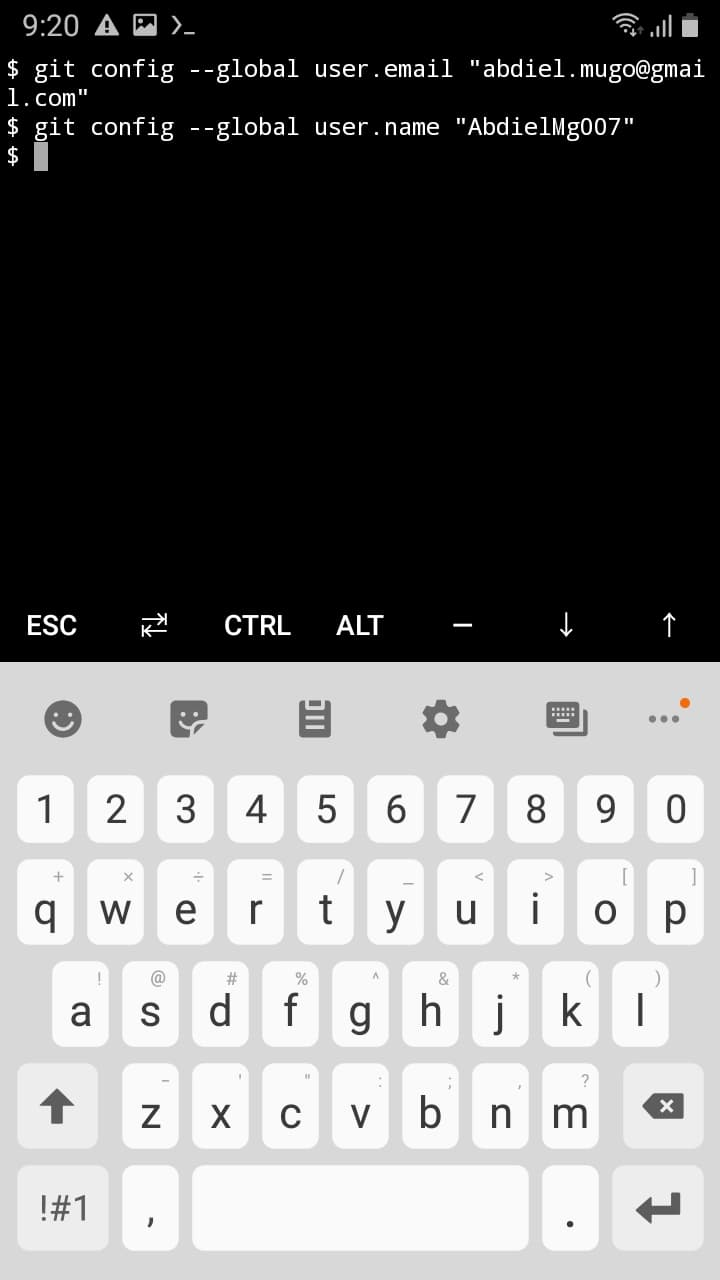 9:20
$ git config --global user.email "abdiel.mugo@gmai
l.com"
$ git config --global user.name "AbdielMg007"
$
ESC CTRL ALT — ↓ ↑
1 2 3 4 5 6 7 8 9 0
+ × ÷ = / _ < > [ ]
q w e r t y u i o p
! @ # % ^ & * ( )
a s d f g h j k l
- ' " : ; , ?
z x c v b n m
!#1 , .